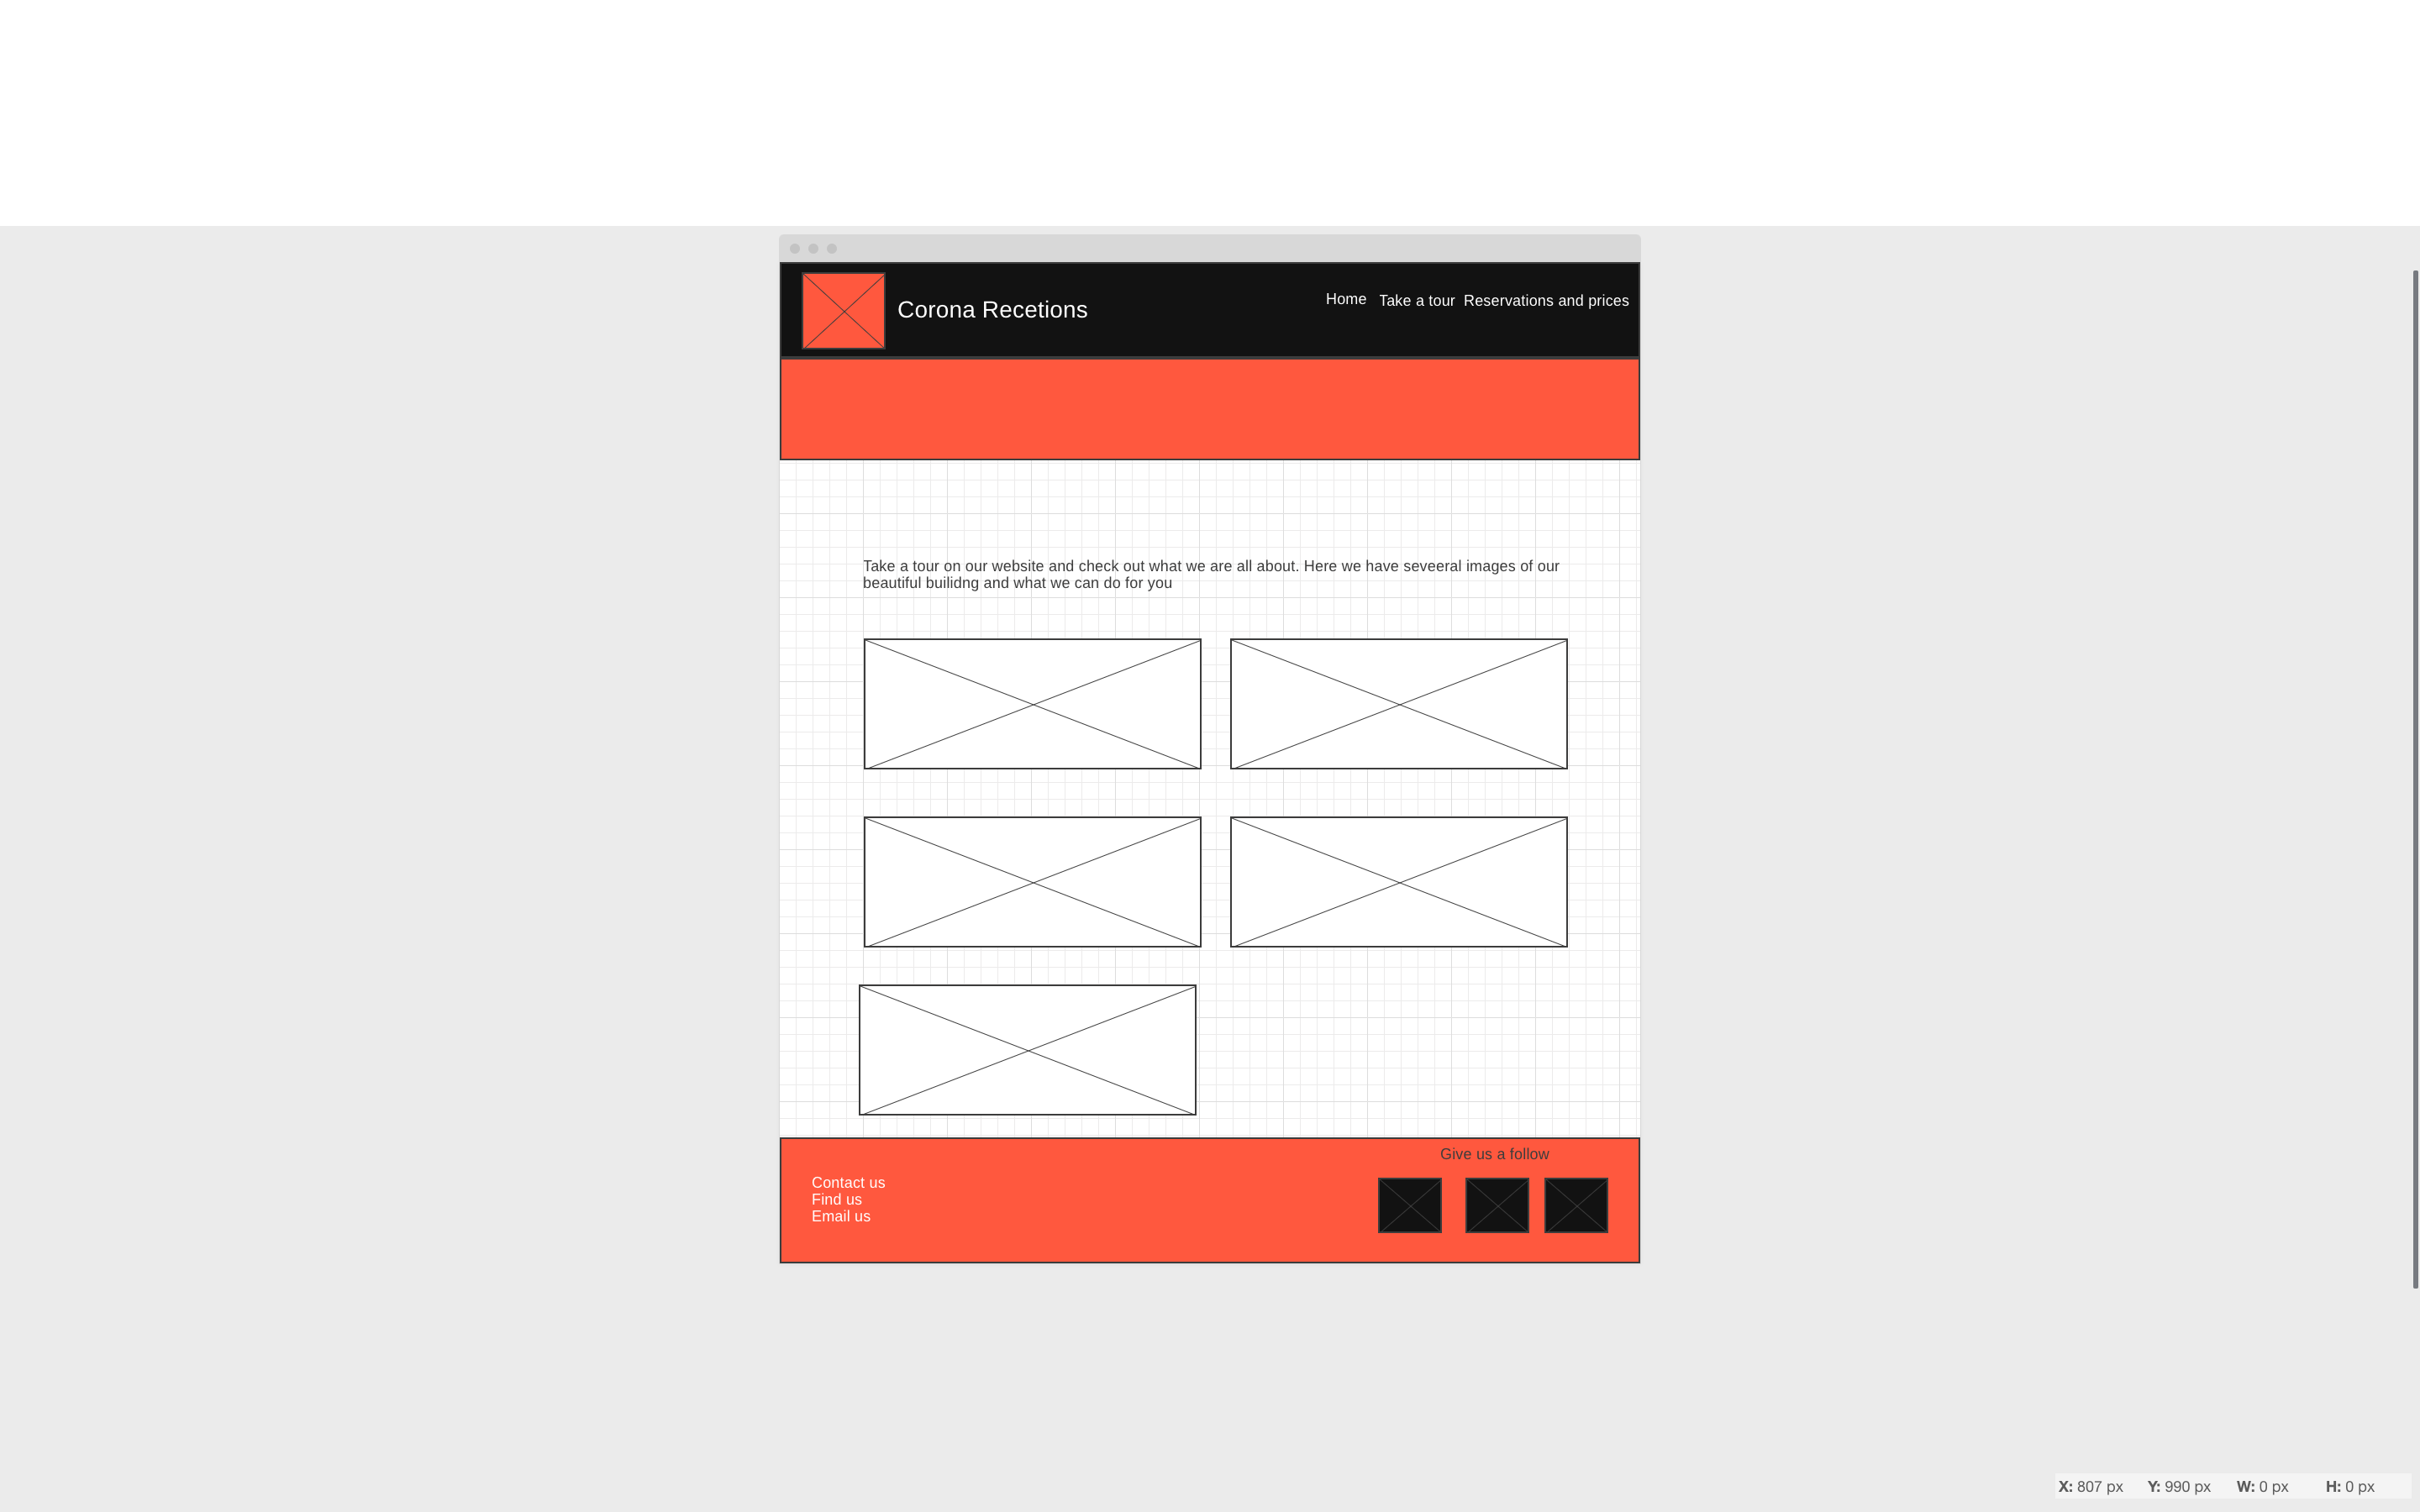 Corona Recetions
Home Take a tour Reservations and prices
Take a tour on our website and check out what we are all about. Here we have seveeral images of our
beautiful builidng and what we can do for you
Give us a follow
Contact us
Find us
Email us
X: 807 px Y: 990 px W: 0 px H: 0 px